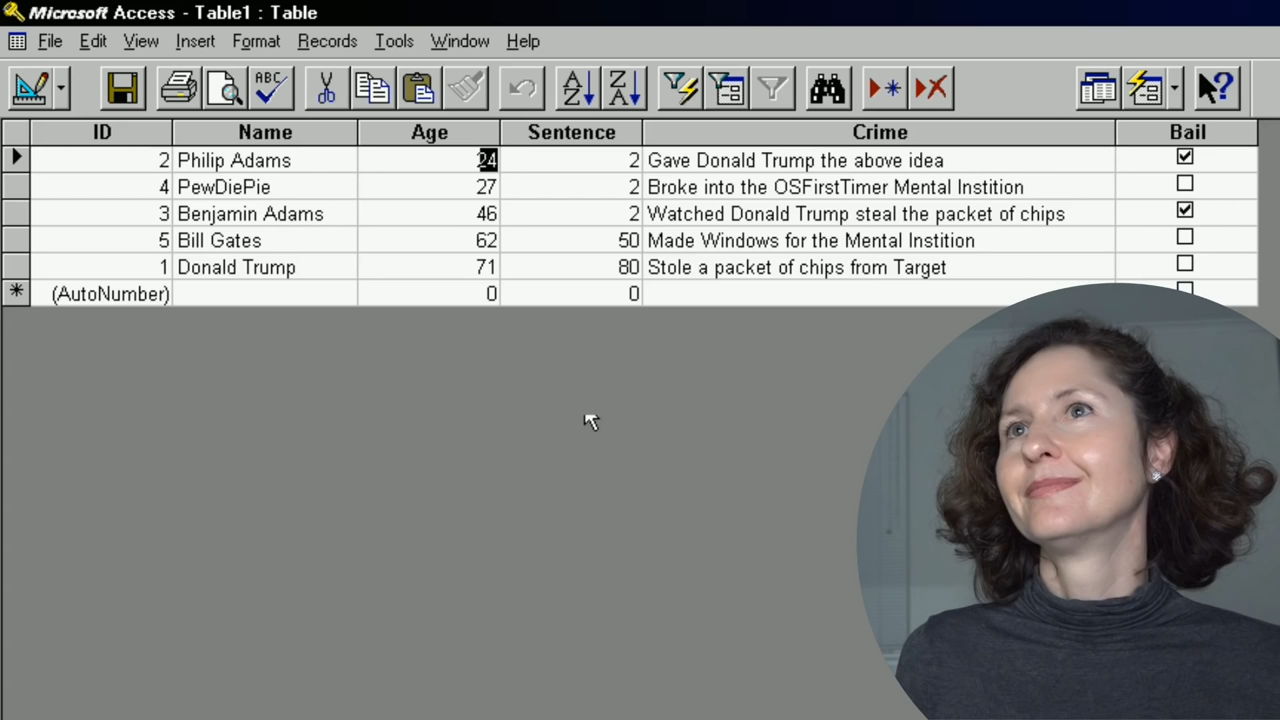 Microsoft Access - Table1 : Table
File Edit View Insert Format Records Tools Window Help
ABC A Z Z A
ID Name Age Sentence Crime Bail
2 Philip Adams 24 2 Gave Donald Trump the above idea
4 PewDiePie 27 2 Broke into the OSFirstTimer Mental Instition
3 Benjamin Adams 46 2 Watched Donald Trump steal the packet of chips
5 Bill Gates 62 50 Made Windows for the Mental Instition
1 Donald Trump 71 80 Stole a packet of chips from Target
(AutoNumber) 0 0